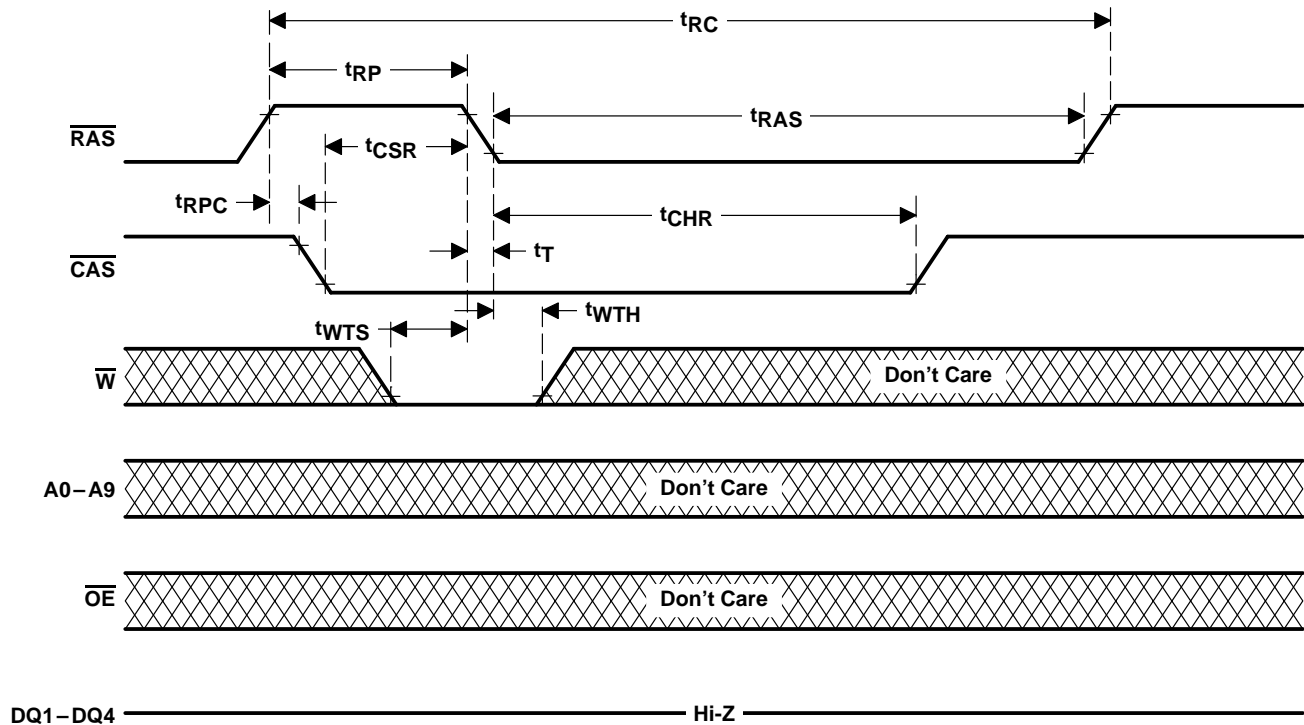 tRC
tRP
RAS
tRAS
tCSR
tRPC
tCHR
CAS
tT
tWTS
tWTH
W
Don't Care
A0–A9
Don't Care
OE
Don't Care
DQ1–DQ4
Hi-Z